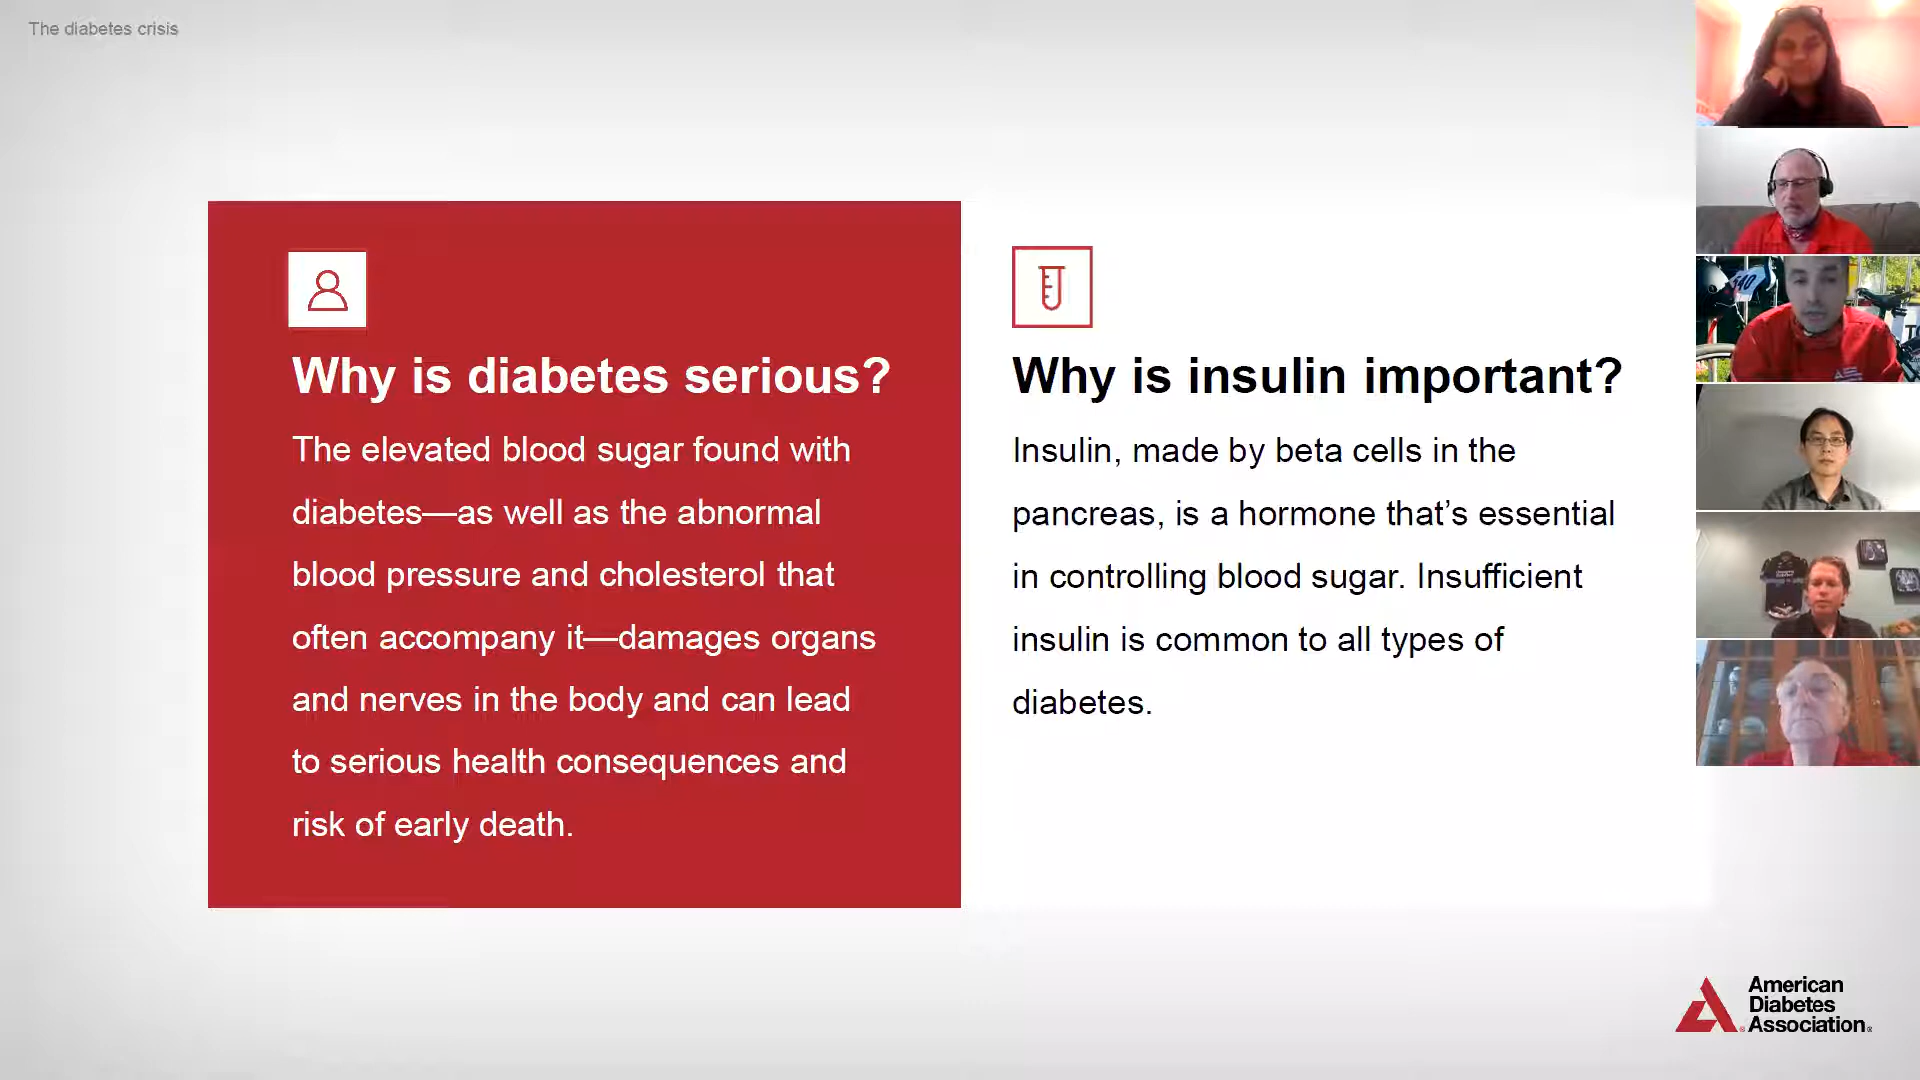 The diabetes crisis
Why is diabetes serious?
The elevated blood sugar found with
diabetes—as well as the abnormal
blood pressure and cholesterol that
often accompany it—damages organs
and nerves in the body and can lead
to serious health consequences and
risk of early death.
Why is insulin important?
Insulin, made by beta cells in the
pancreas, is a hormone that’s essential
in controlling blood sugar. Insufficient
insulin is common to all types of
diabetes.
540
American
Diabetes
Association®